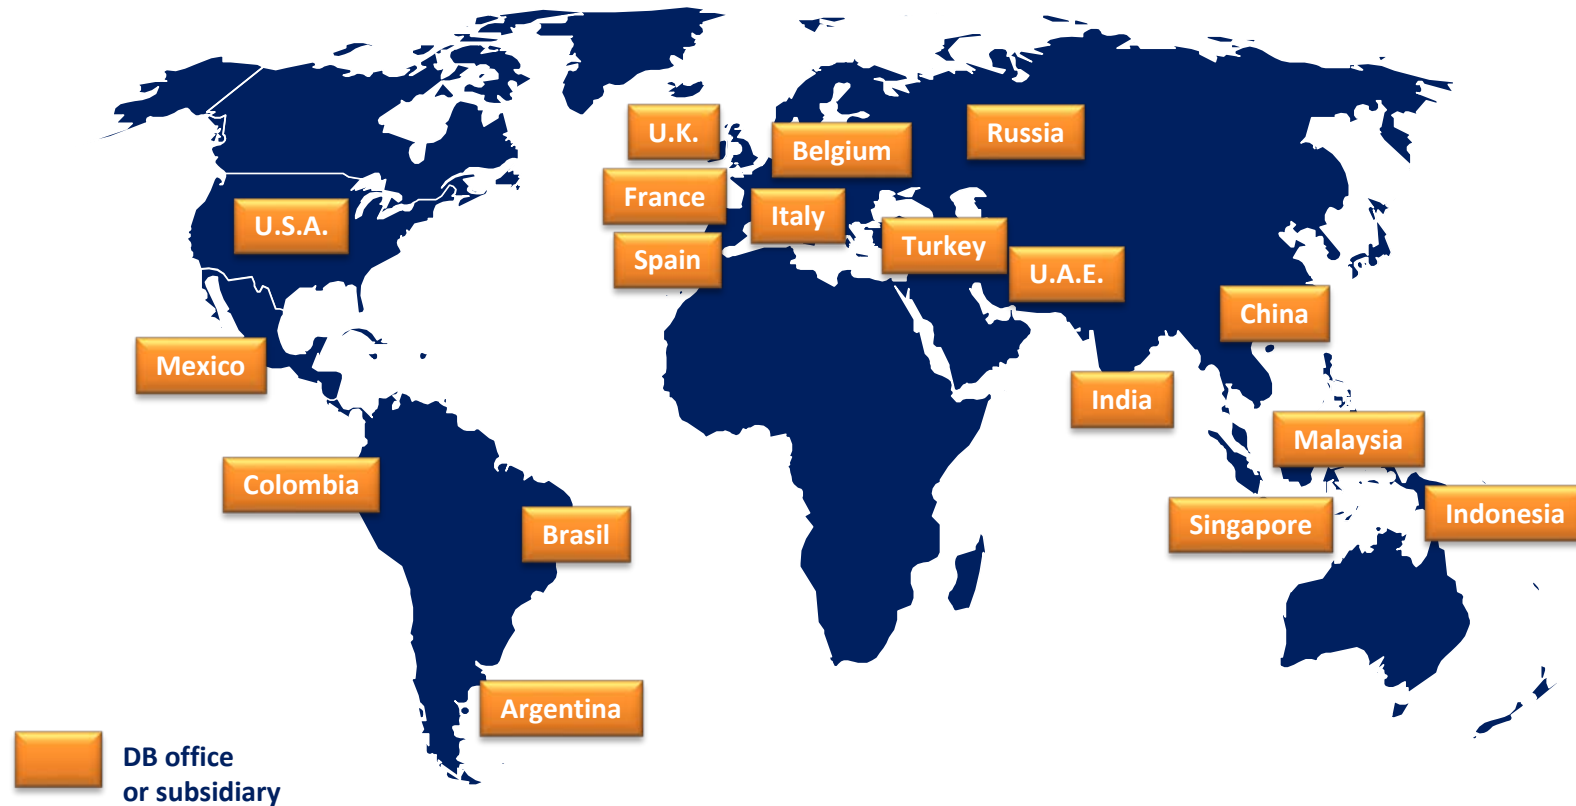 U.K.
Belgium
Russia
France
Italy
U.S.A.
Turkey
Spain
U.A.E.
China
Mexico
India
Malaysia
Colombia
Singapore
Indonesia
Brasil
Argentina
DB office
or subsidiary